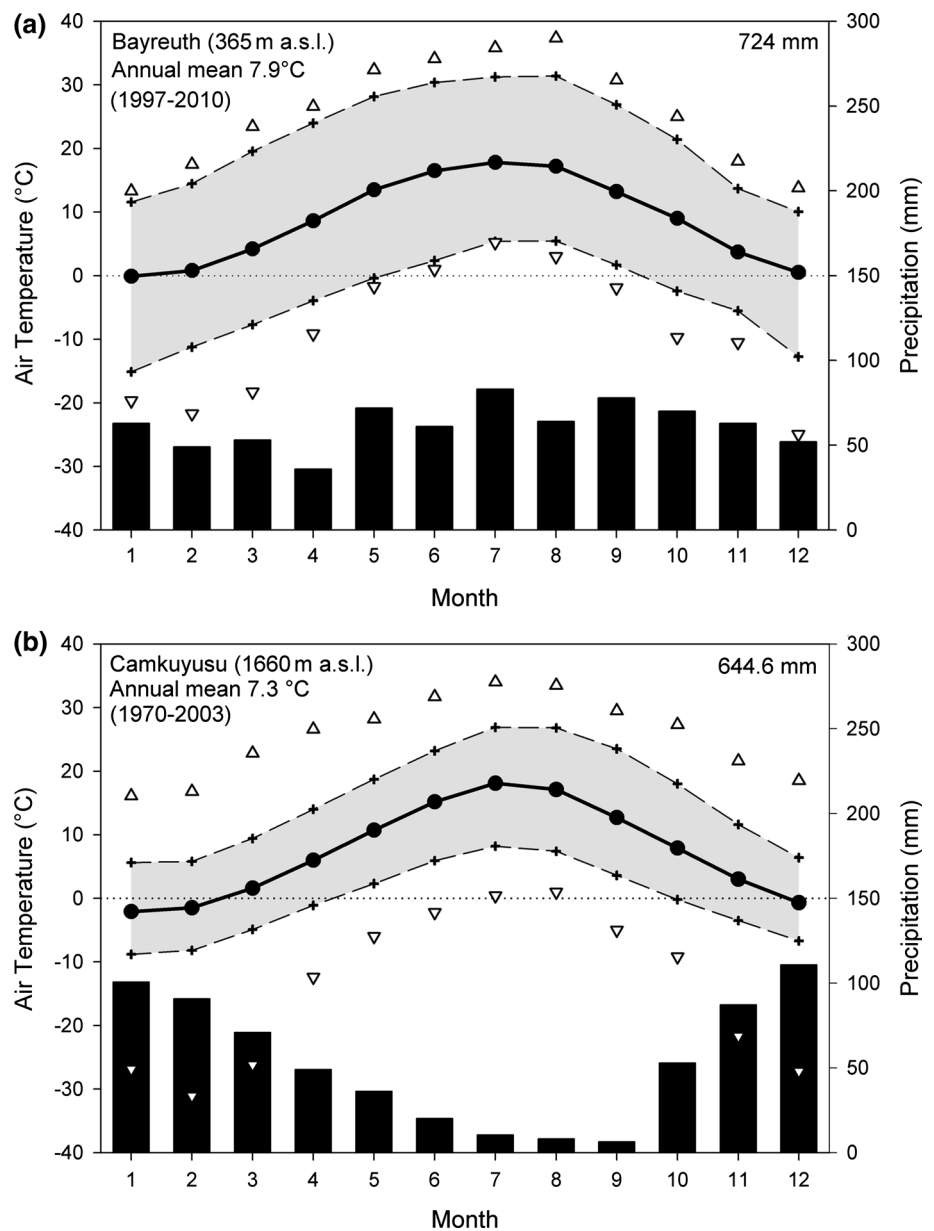 (a)
Bayreuth (365 m a.s.l.)
Annual mean 7.9°C
(1997-2010)
724 mm
40
30
20
10
0
-10
-20
-30
-40
Air Temperature (°C)
300
250
200
150
100
50
0
Precipitation (mm)
1 2 3 4 5 6 7 8 9 10 11 12
Month
(b)
Camkuyusu (1660 m a.s.l.)
Annual mean 7.3 °C
(1970-2003)
644.6 mm
40
30
20
10
0
-10
-20
-30
-40
Air Temperature (°C)
300
250
200
150
100
50
0
Precipitation (mm)
1 2 3 4 5 6 7 8 9 10 11 12
Month